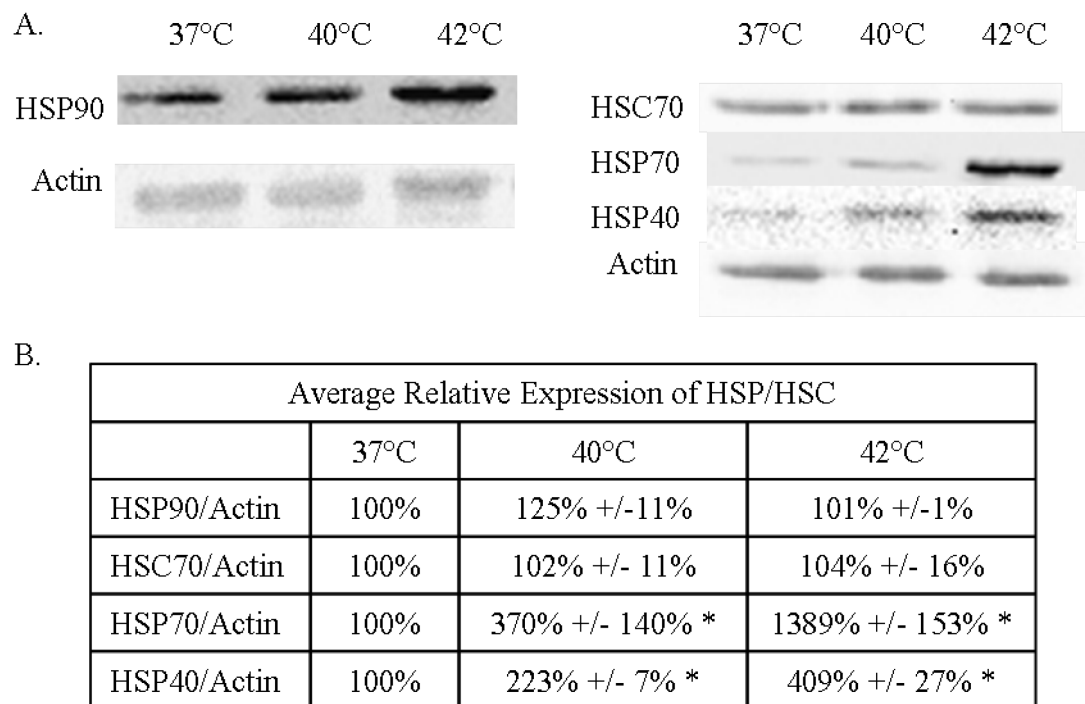 A.
37°C 40°C 42°C
HSP90
Actin
37°C 40°C 42°C
HSC70
HSP70
HSP40
Actin
B.
Average Relative Expression of HSP/HSC
37°C 40°C 42°C
HSP90/Actin 100% 125% +/-11% 101% +/-1%
HSC70/Actin 100% 102% +/- 11% 104% +/- 16%
HSP70/Actin 100% 370% +/- 140% * 1389% +/- 153% *
HSP40/Actin 100% 223% +/- 7% * 409% +/- 27% *